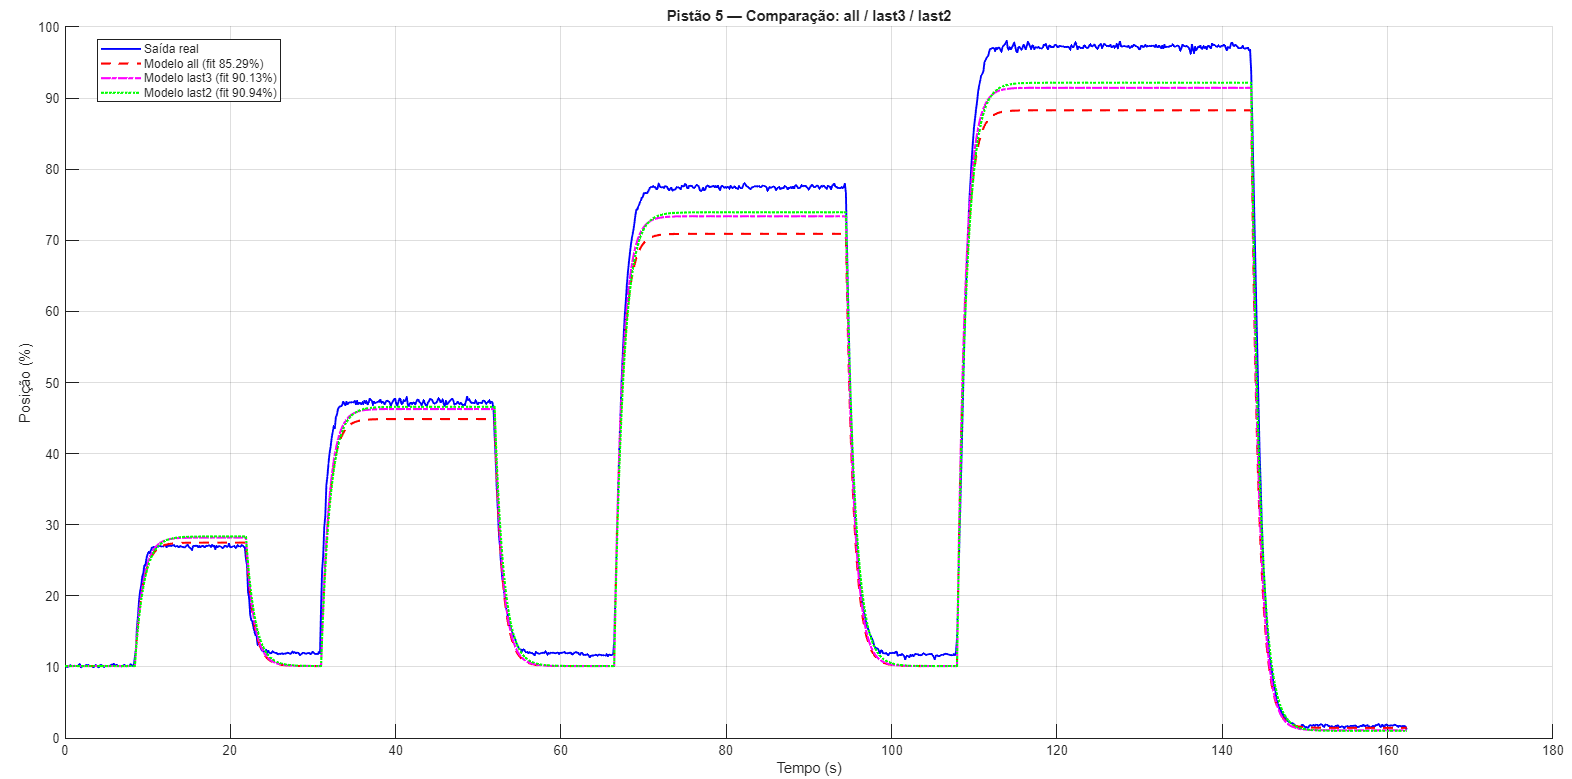 Pistão 5 — Comparação: all / last3 / last2
Saída real
Modelo all (fit 85.29%)
Modelo last3 (fit 90.13%)
Modelo last2 (fit 90.94%)
Posição (%)
100
90
80
70
60
50
40
30
20
10
0
0 20 40 60 80 100 120 140 160 180
Tempo (s)